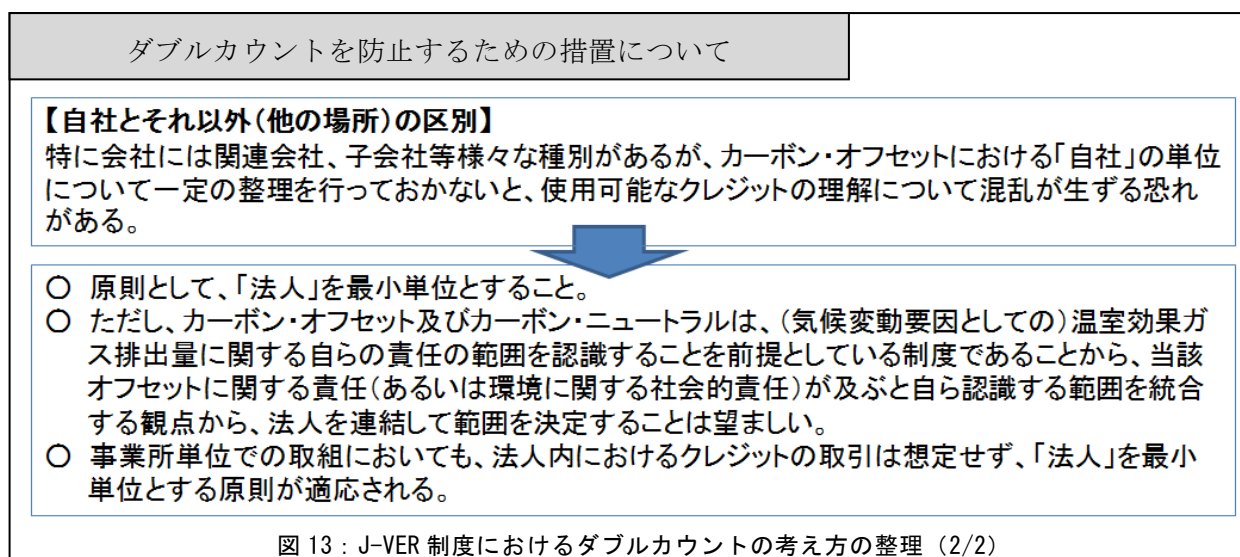 ダブルカウントを防止するための措置について
【自社とそれ以外(他の場所)の区別】
特に会社には関連会社、子会社等様々な種別があるが、カーボン・オフセットにおける「自社」の単位
について一定の整理を行っておかないと、使用可能なクレジットの理解について混乱が生ずる恐れ
がある。
○ 原則として、「法人」を最小単位とすること。
○ ただし、カーボン・オフセット及びカーボン・ニュートラルは、(気候変動要因としての)温室効果ガ
ス排出量に関する自らの責任の範囲を認識することを前提としている制度であることから、当該
オフセットに関する責任(あるいは環境に関する社会的責任)が及ぶと自ら認識する範囲を統合
する観点から、法人を連結して範囲を決定することは望ましい。
○ 事業所単位での取組においても、法人内におけるクレジットの取引は想定せず、「法人」を最小
単位とする原則が適応される。
図 13：J-VER 制度におけるダブルカウントの考え方の整理（2/2）